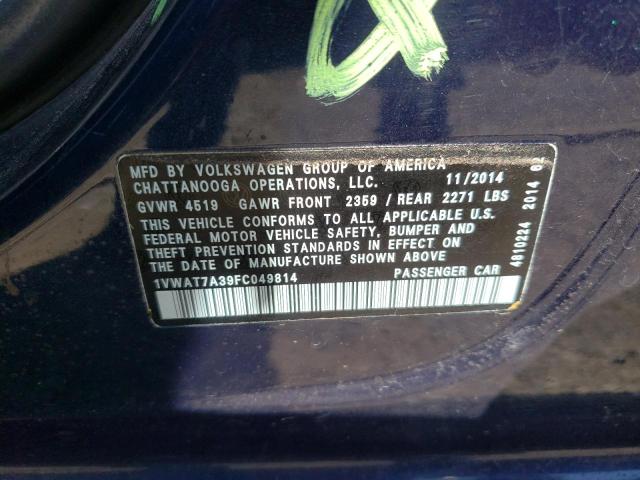 MFD BY VOLKSWAGEN GROUP OF AMERICA
CHATTANOOGA OPERATIONS, LLC. 11/2014
GVWR 4519 GAWR FRONT 2359 / REAR 2271 LBS
THIS VEHICLE CONFORMS TO ALL APPLICABLE U.S.
FEDERAL MOTOR VEHICLE SAFETY, BUMPER AND
THEFT PREVENTION STANDARDS IN EFFECT ON
THE DATE OF MANUFACTURE SHOWN ABOVE.
1VWAT7A39FC049814 PASSENGER CAR
4810224 2014 82